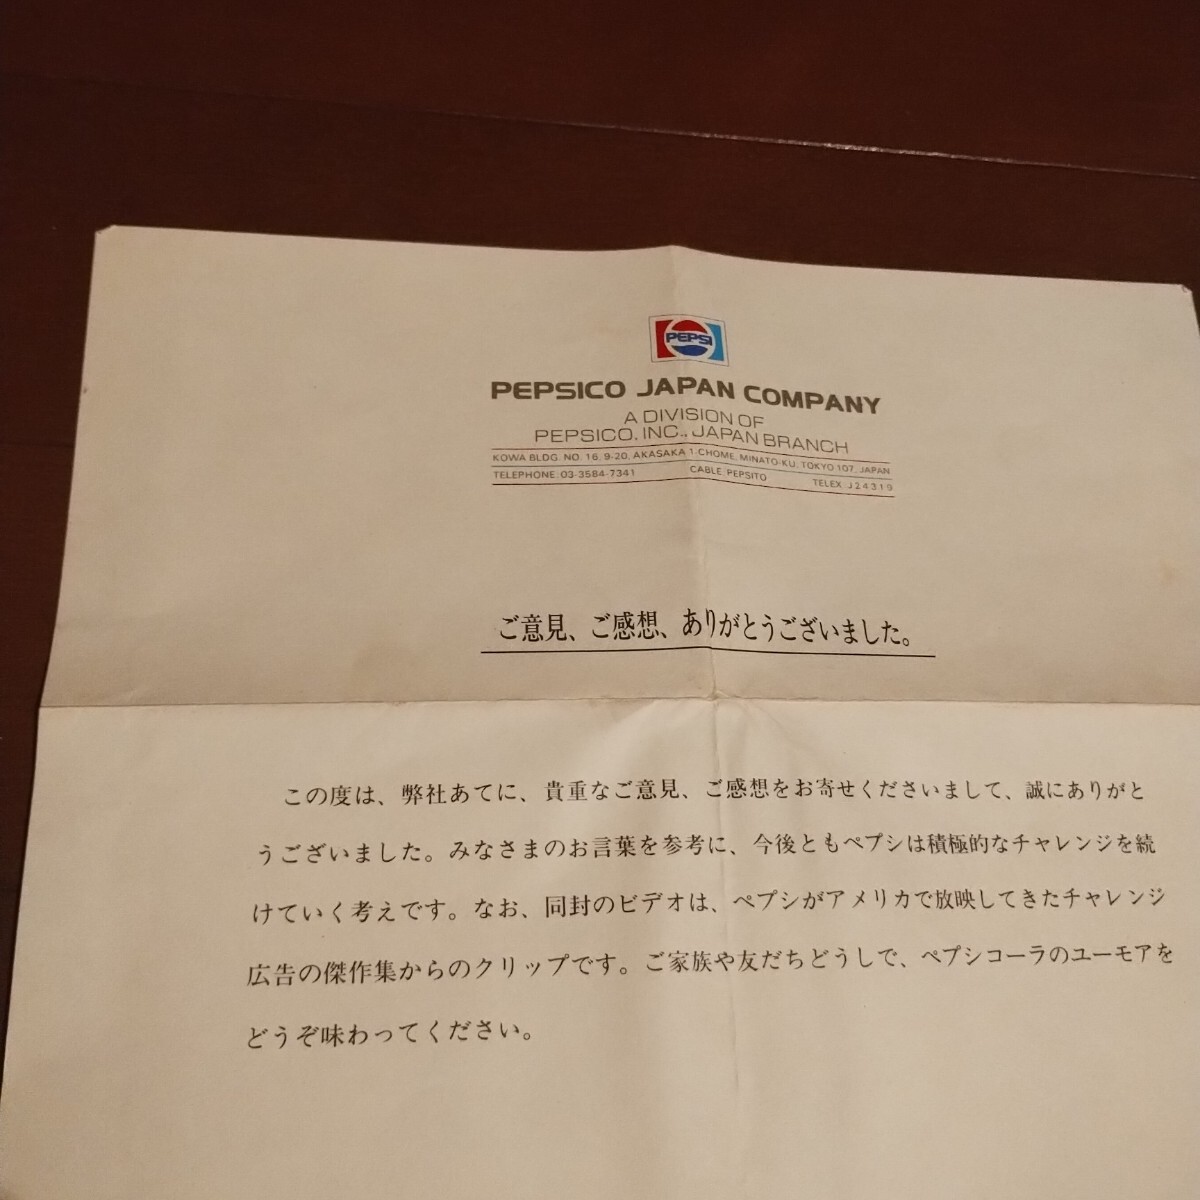 PEPSI
PEPSICO JAPAN COMPANY
A DIVISION OF
PEPSICO, INC., JAPAN BRANCH
KOWA BLDG. NO. 16, 9-20, AKASAKA 1-CHOME, MINATO-KU, TOKYO 107, JAPAN
TELEPHONE: 03-3584-7341 CABLE: PEPSITO TELEX: J24319
ご意見、ご感想、ありがとうございました。
この度は、弊社あてに、貴重なご意見、ご感想をお寄せくださいまして、誠にありがと
うございました。みなさまのお言葉を参考に、今後ともペプシは積極的なチャレンジを続
けていく考えです。なお、同封のビデオは、ペプシがアメリカで放映してきたチャレンジ
広告の傑作集からのクリップです。ご家族や友だちどうしで、ペプシコーラのユーモアを
どうぞ味わってください。